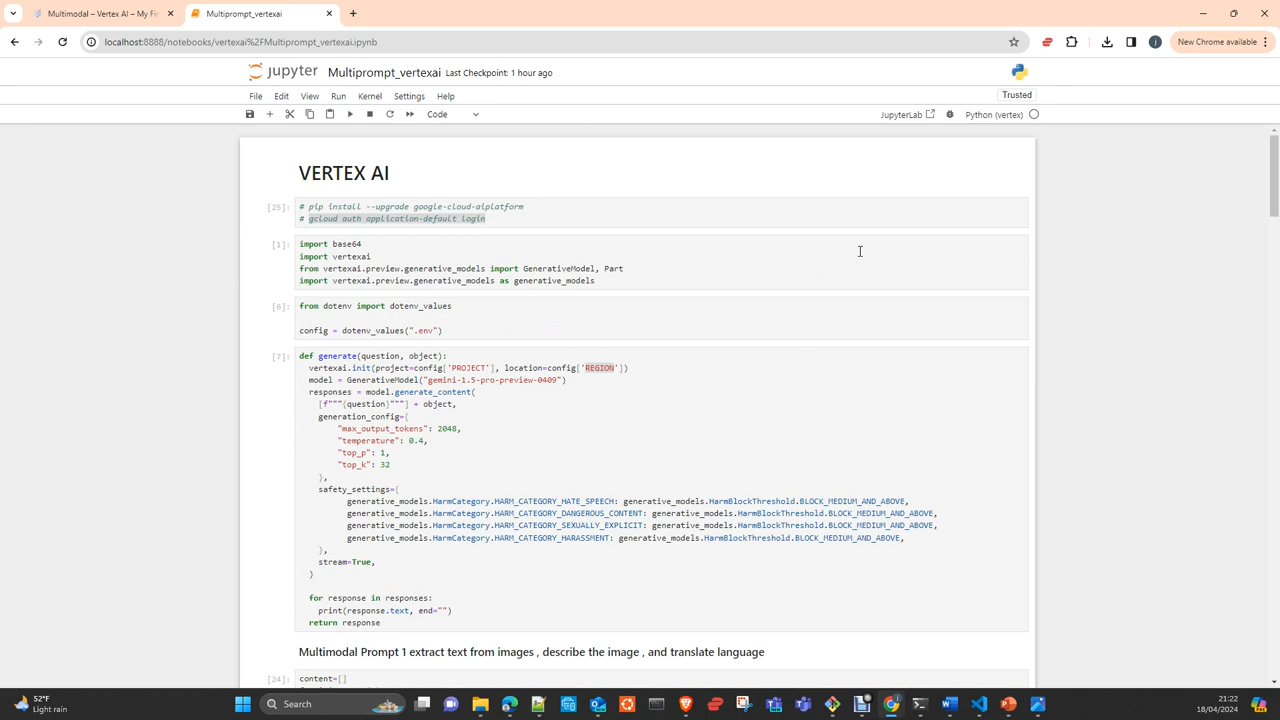 Multimodal – Vertex AI – My Fi
Multiprompt_vertexai
localhost:8888/notebooks/vertexai%2FMultiprompt_vertexai.ipynb
New Chrome available
jupyter Multiprompt_vertexai Last Checkpoint: 1 hour ago
File Edit View Run Kernel Settings Help
Trusted
Code
JupyterLab
Python (vertex)
VERTEX AI
[25]:
# pip install --upgrade google-cloud-aiplatform
# gcloud auth application-default login
[1]:
import base64
import vertexai
from vertexai.preview.generative_models import GenerativeModel, Part
import vertexai.preview.generative_models as generative_models
[6]:
from dotenv import dotenv_values
config = dotenv_values(".env")
[7]:
def generate(question, object):
vertexai.init(project=config['PROJECT'], location=config['REGION'])
model = GenerativeModel("gemini-1.5-pro-preview-0409")
responses = model.generate_content(
[f"""{question}"""] + object,
generation_config={
"max_output_tokens": 2048,
"temperature": 0.4,
"top_p": 1,
"top_k": 32
},
safety_settings={
generative_models.HarmCategory.HARM_CATEGORY_HATE_SPEECH: generative_models.HarmBlockThreshold.BLOCK_MEDIUM_AND_ABOVE,
generative_models.HarmCategory.HARM_CATEGORY_DANGEROUS_CONTENT: generative_models.HarmBlockThreshold.BLOCK_MEDIUM_AND_ABOVE,
generative_models.HarmCategory.HARM_CATEGORY_SEXUALLY_EXPLICIT: generative_models.HarmBlockThreshold.BLOCK_MEDIUM_AND_ABOVE,
generative_models.HarmCategory.HARM_CATEGORY_HARASSMENT: generative_models.HarmBlockThreshold.BLOCK_MEDIUM_AND_ABOVE,
},
stream=True,
)
for response in responses:
print(response.text, end="")
return response
Multimodal Prompt 1 extract text from images , describe the image , and translate language
[24]:
content=[]
52°F
Light rain
Search
21:22
18/04/2024